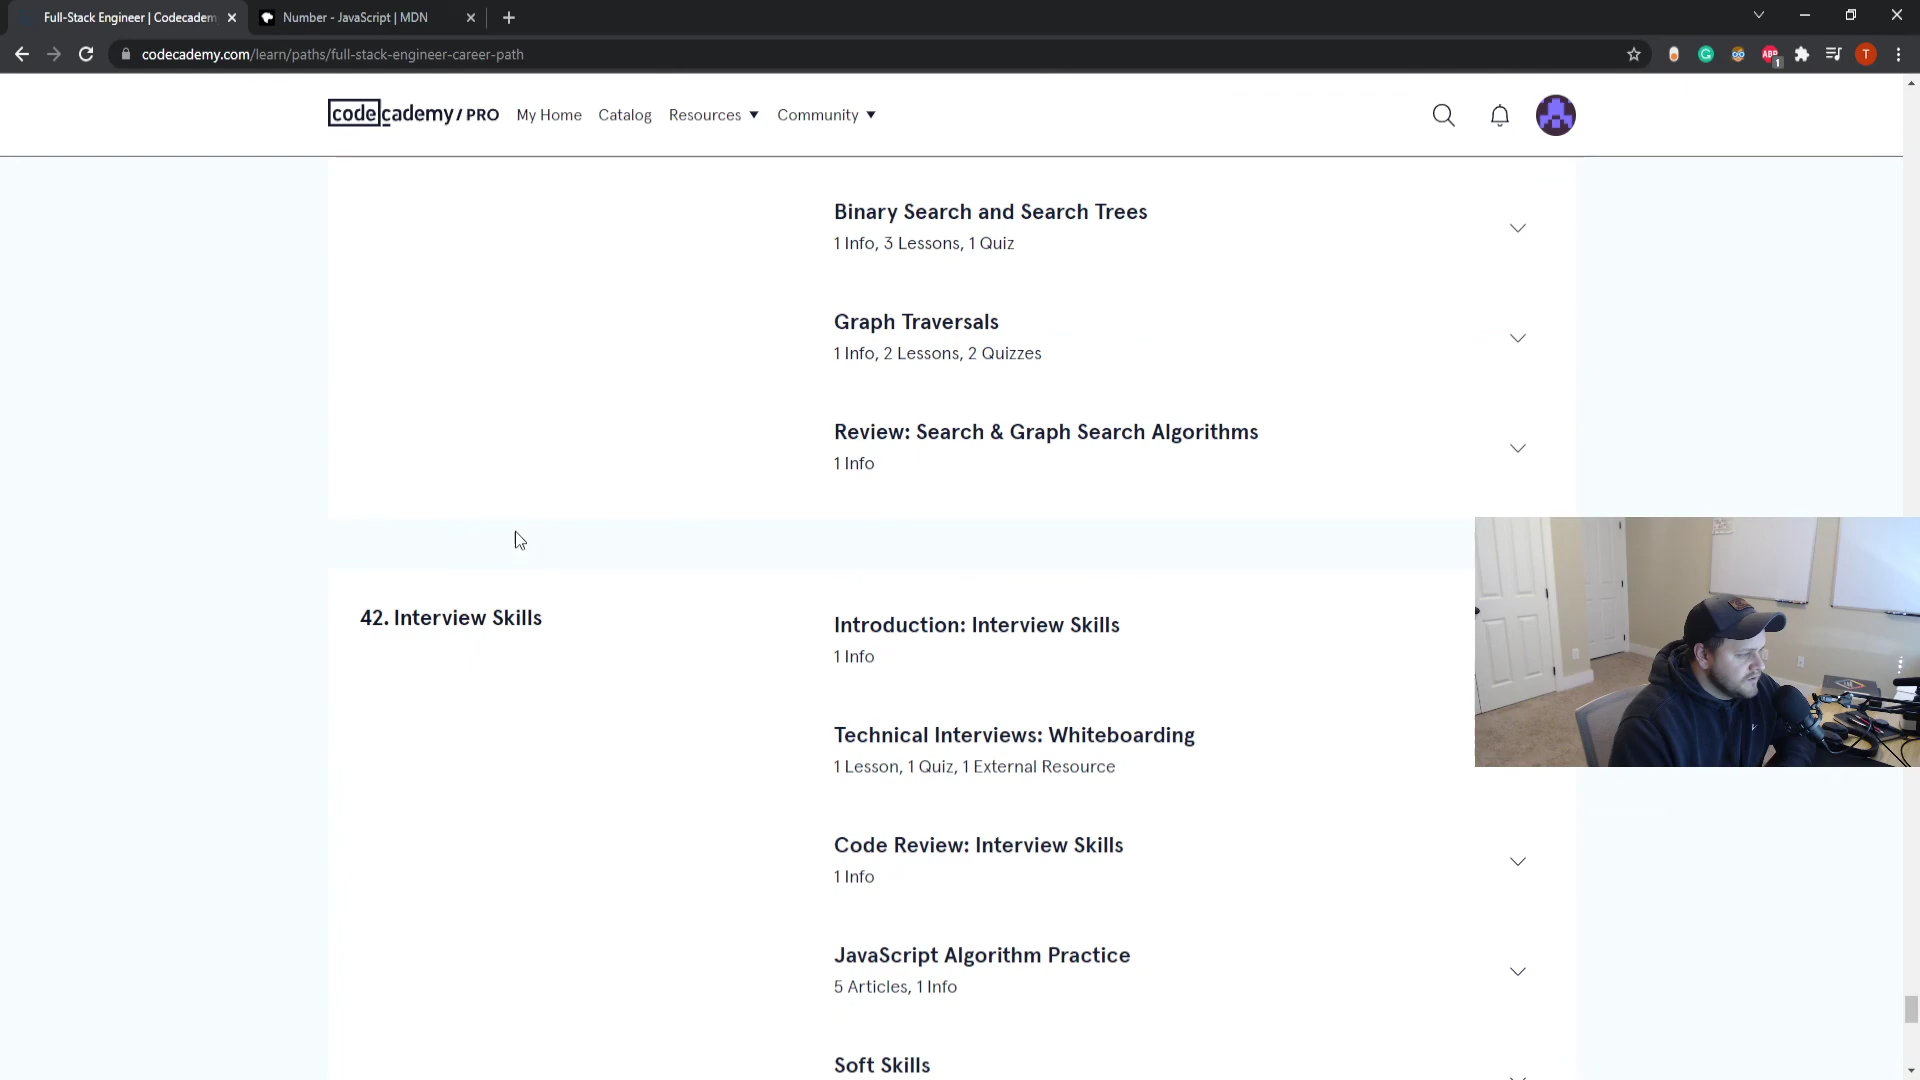 Full-Stack Engineer | Codecadem
Number - JavaScript | MDN
codecademy.com/learn/paths/full-stack-engineer-career-path
ABP
1
T
codecademy / PRO
My Home
Catalog
Resources
Community
Binary Search and Search Trees
1 Info, 3 Lessons, 1 Quiz
Graph Traversals
1 Info, 2 Lessons, 2 Quizzes
Review: Search & Graph Search Algorithms
1 Info
42. Interview Skills
Introduction: Interview Skills
1 Info
Technical Interviews: Whiteboarding
1 Lesson, 1 Quiz, 1 External Resource
Code Review: Interview Skills
1 Info
JavaScript Algorithm Practice
5 Articles, 1 Info
Soft Skills